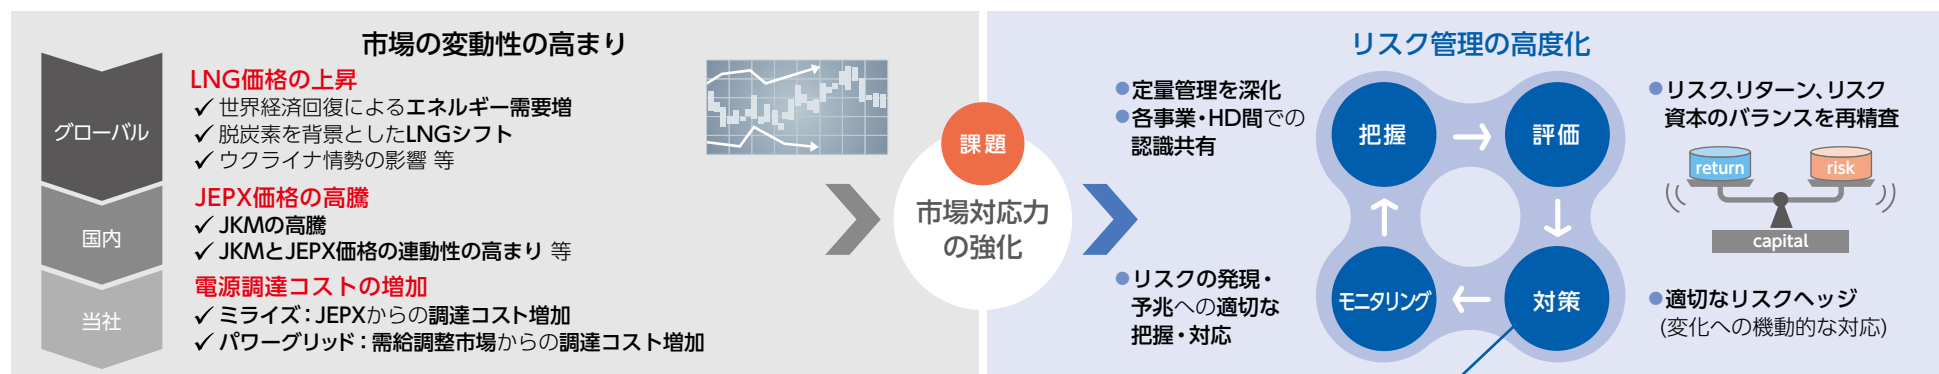 市場の変動性の高まり
グローバル
LNG価格の上昇
✓ 世界経済回復によるエネルギー需要増
✓ 脱炭素を背景としたLNGシフト
✓ ウクライナ情勢の影響 等
国内
JEPX価格の高騰
✓ JKMの高騰
✓ JKMとJEPX価格の連動性の高まり 等
当社
電源調達コストの増加
✓ ミライズ：JEPXからの調達コスト増加
✓ パワーグリッド：需給調整市場からの調達コスト増加
課題
市場対応力
の強化
リスク管理の高度化
●定量管理を深化
●各事業・HD間での
認識共有
把握
評価
●リスク、リターン、リスク
資本のバランスを再精査
return
risk
capital
●リスクの発現・
予兆への適切な
把握・対応
モニタリング
対策
●適切なリスクヘッジ
(変化への機動的な対応)